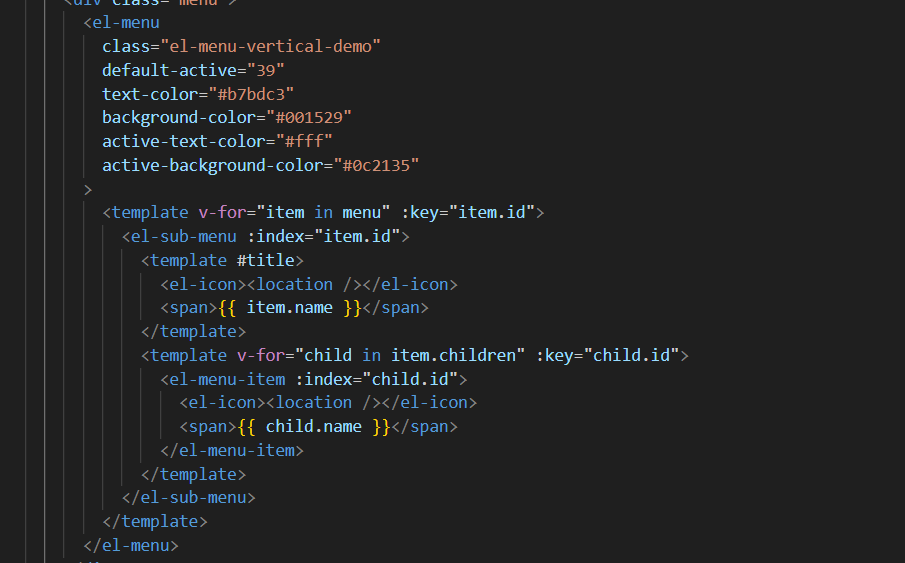 <div class="menu">
<el-menu
class="el-menu-vertical-demo"
default-active="39"
text-color="#b7bdc3"
background-color="#001529"
active-text-color="#fff"
active-background-color="#0c2135"
>
<template v-for="item in menu" :key="item.id">
<el-sub-menu :index="item.id">
<template #title>
<el-icon><location /></el-icon>
<span>{{ item.name }}</span>
</template>
<template v-for="child in item.children" :key="child.id">
<el-menu-item :index="child.id">
<el-icon><location /></el-icon>
<span>{{ child.name }}</span>
</el-menu-item>
</template>
</el-sub-menu>
</template>
</el-menu>